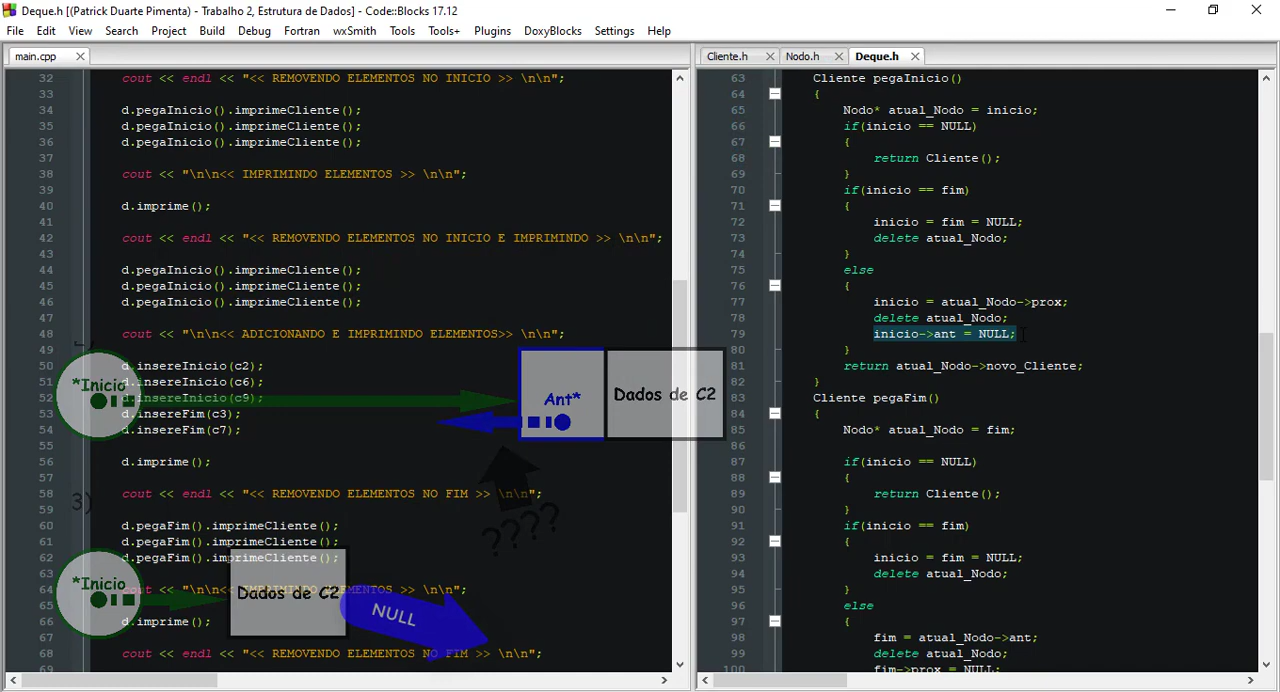 Deque.h [(Patrick Duarte Pimenta) - Trabalho 2, Estrutura de Dados] - Code::Blocks 17.12
File Edit View Search Project Build Debug Fortran wxSmith Tools Tools+ Plugins DoxyBlocks Settings Help
main.cpp
32 cout << endl << "<< REMOVENDO ELEMENTOS NO INICIO >> \n\n";
33
34 d.pegaInicio().imprimeCliente();
35 d.pegaInicio().imprimeCliente();
36 d.pegaInicio().imprimeCliente();
37
38 cout << "\n\n<< IMPRIMINDO ELEMENTOS >> \n\n";
39
40 d.imprime();
41
42 cout << endl << "<< REMOVENDO ELEMENTOS NO INICIO E IMPRIMINDO >> \n\n";
43
44 d.pegaInicio().imprimeCliente();
45 d.pegaInicio().imprimeCliente();
46 d.pegaInicio().imprimeCliente();
47
48 cout << "\n\n<< ADICIONANDO E IMPRIMINDO ELEMENTOS>> \n\n";
49
50 d.insereInicio(c2);
51 d.insereInicio(c6);
52 d.insereInicio(c9);
53 d.insereFim(c3);
54 d.insereFim(c7);
55
56 d.imprime();
57
58 cout << endl << "<< REMOVENDO ELEMENTOS NO FIM >> \n\n";
59
60 d.pegaFim().imprimeCliente();
61 d.pegaFim().imprimeCliente();
62 d.pegaFim().imprimeCliente();
63
64 cout << "\n\n<< IMPRIMINDO ELEMENTOS >> \n\n";
65
66 d.imprime();
67
68 cout << endl << "<< REMOVENDO ELEMENTOS NO FIM >> \n\n";
69
*Inicio
Ant*
Dados de C2
????
3)
*Inicio
Dados de C2
NULL
Cliente.h Nodo.h Deque.h
63 Cliente pegaInicio()
64 {
65 Nodo* atual_Nodo = inicio;
66 if(inicio == NULL)
67 {
68 return Cliente();
69 }
70 if(inicio == fim)
71 {
72 inicio = fim = NULL;
73 delete atual_Nodo;
74 }
75 else
76 {
77 inicio = atual_Nodo->prox;
78 delete atual_Nodo;
79 inicio->ant = NULL;
80 }
81 return atual_Nodo->novo_Cliente;
82 }
83 Cliente pegaFim()
84 {
85 Nodo* atual_Nodo = fim;
86
87 if(inicio == NULL)
88 {
89 return Cliente();
90 }
91 if(inicio == fim)
92 {
93 inicio = fim = NULL;
94 delete atual_Nodo;
95 }
96 else
97 {
98 fim = atual_Nodo->ant;
99 delete atual_Nodo;
100 fim->prox = NULL;